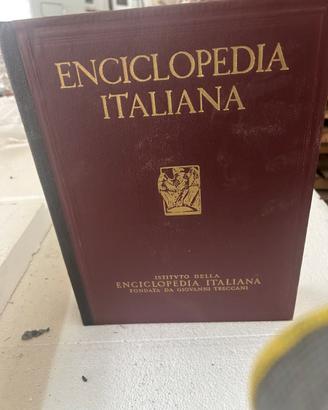 ENCICLOPEDIA
ITALIANA
ISTITVTO DELLA
ENCICLOPEDIA ITALIANA
FONDATA DA GIOVANNI TRECCANI